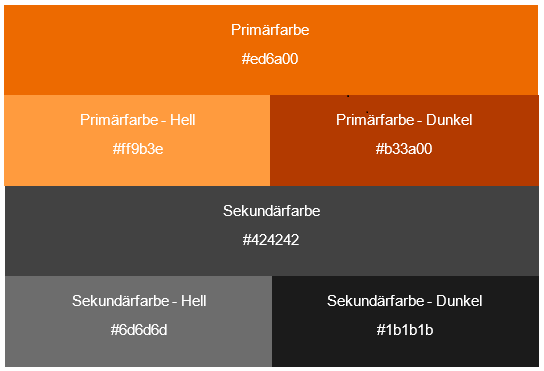 Primärfarbe
#ed6a00
Primärfarbe - Hell
#ff9b3e
Primärfarbe - Dunkel
#b33a00
Sekundärfarbe
#424242
Sekundärfarbe - Hell
#6d6d6d
Sekundärfarbe - Dunkel
#1b1b1b